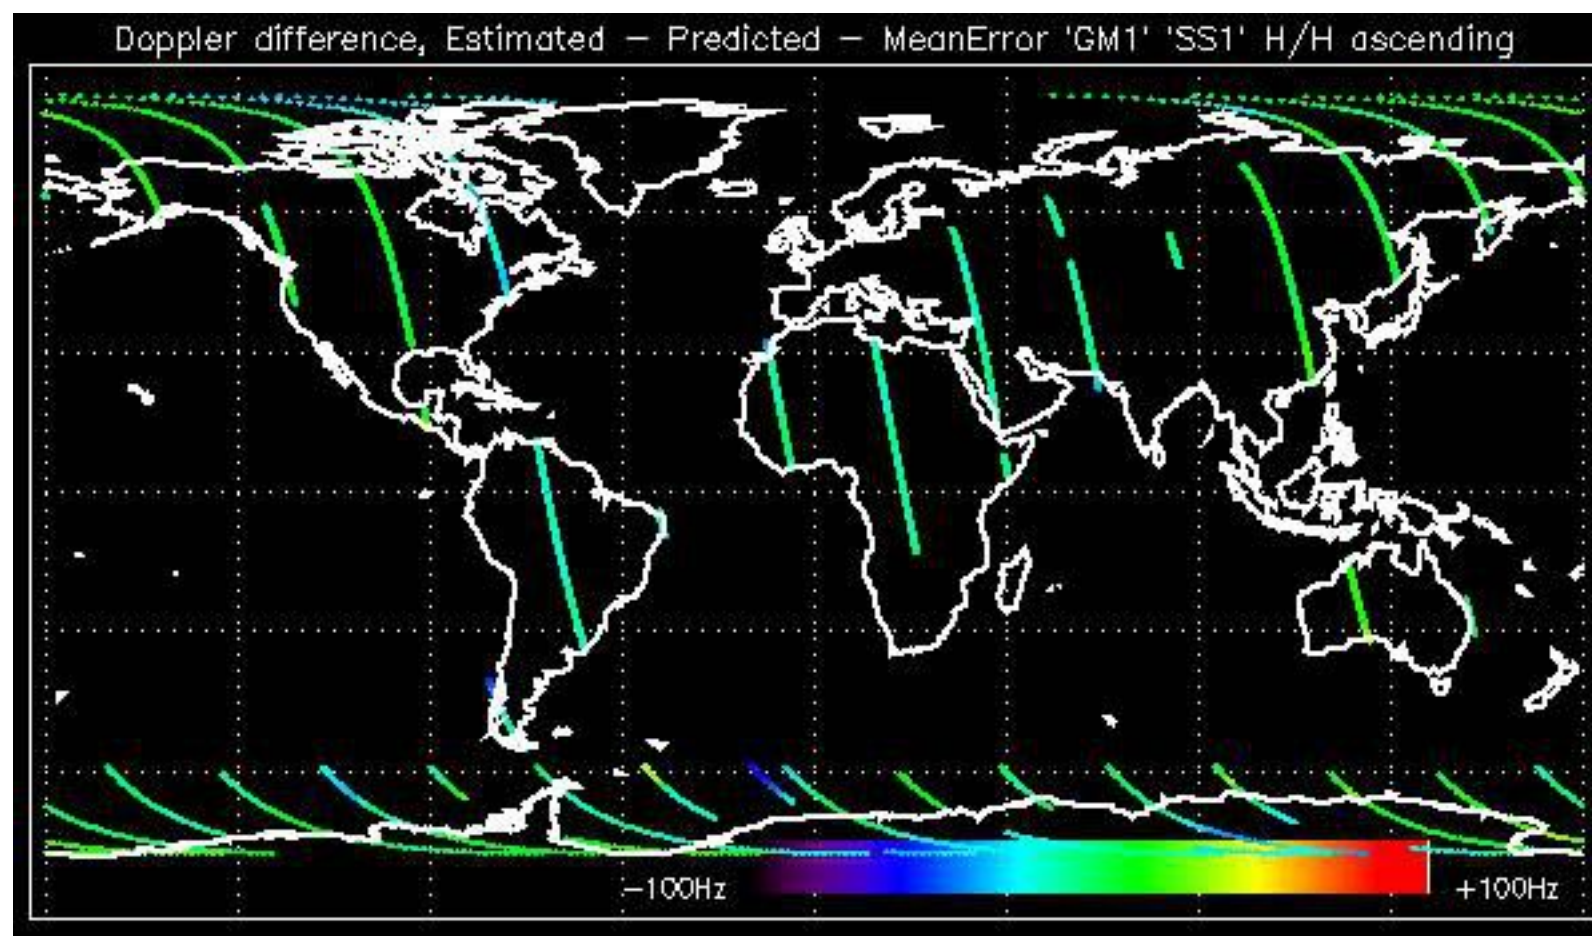 Doppler difference, Estimated – Predicted – MeanError 'GM1' 'SS1' H/H ascending
-100Hz
+100Hz